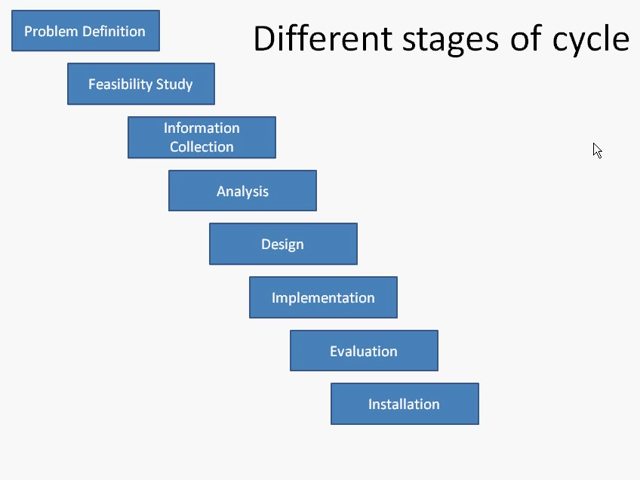 Different stages of cycle
Problem Definition
Feasibility Study
Information
Collection
Analysis
Design
Implementation
Evaluation
Installation